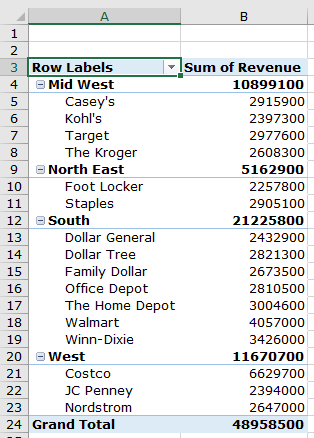 A B
1
2
3 Row Labels Sum of Revenue
4 Mid West 10899100
5 Casey's 2915900
6 Kohl's 2397300
7 Target 2977600
8 The Kroger 2608300
9 North East 5162900
10 Foot Locker 2257800
11 Staples 2905100
12 South 21225800
13 Dollar General 2432900
14 Dollar Tree 2821300
15 Family Dollar 2673500
16 Office Depot 2810500
17 The Home Depot 3004600
18 Walmart 4057000
19 Winn-Dixie 3426000
20 West 11670700
21 Costco 6629700
22 JC Penney 2394000
23 Nordstrom 2647000
24 Grand Total 48958500